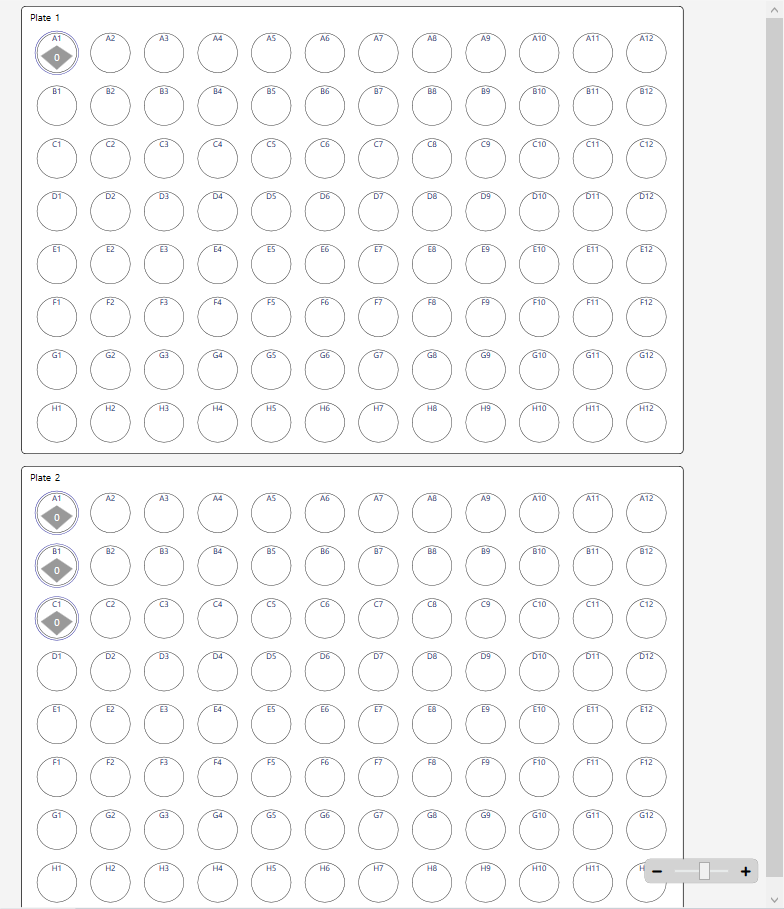 Plate 1
A1 A2 A3 A4 A5 A6 A7 A8 A9 A10 A11 A12
0
B1 B2 B3 B4 B5 B6 B7 B8 B9 B10 B11 B12
C1 C2 C3 C4 C5 C6 C7 C8 C9 C10 C11 C12
D1 D2 D3 D4 D5 D6 D7 D8 D9 D10 D11 D12
E1 E2 E3 E4 E5 E6 E7 E8 E9 E10 E11 E12
F1 F2 F3 F4 F5 F6 F7 F8 F9 F10 F11 F12
G1 G2 G3 G4 G5 G6 G7 G8 G9 G10 G11 G12
H1 H2 H3 H4 H5 H6 H7 H8 H9 H10 H11 H12
Plate 2
A1 A2 A3 A4 A5 A6 A7 A8 A9 A10 A11 A12
0
B1 B2 B3 B4 B5 B6 B7 B8 B9 B10 B11 B12
0
C1 C2 C3 C4 C5 C6 C7 C8 C9 C10 C11 C12
0
D1 D2 D3 D4 D5 D6 D7 D8 D9 D10 D11 D12
E1 E2 E3 E4 E5 E6 E7 E8 E9 E10 E11 E12
F1 F2 F3 F4 F5 F6 F7 F8 F9 F10 F11 F12
G1 G2 G3 G4 G5 G6 G7 G8 G9 G10 G11 G12
H1 H2 H3 H4 H5 H6 H7 H8 H9 H10 H11